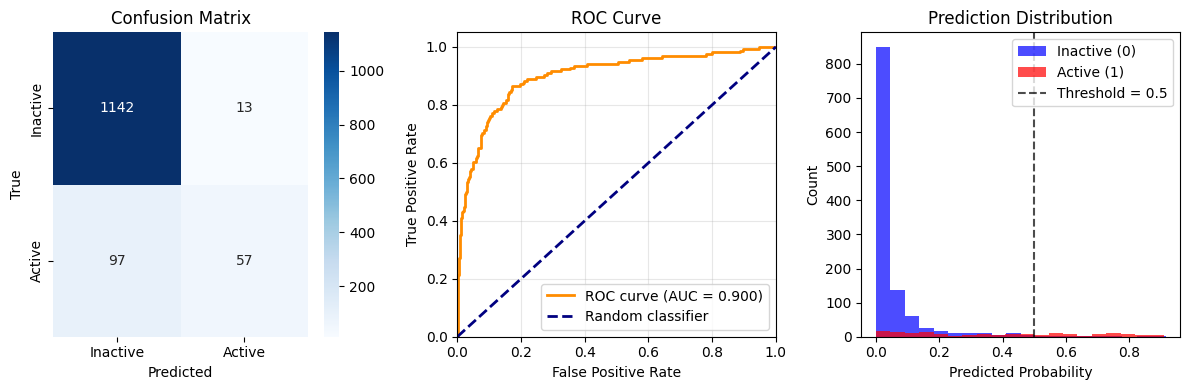 Confusion Matrix
True
Inactive
Active
1142
13
97
57
Inactive
Active
Predicted
1000
800
600
400
200
ROC Curve
True Positive Rate
1.0
0.8
0.6
0.4
0.2
0.0
ROC curve (AUC = 0.900)
Random classifier
0.0
0.2
0.4
0.6
0.8
1.0
False Positive Rate
Prediction Distribution
Count
800
700
600
500
400
300
200
100
0
Inactive (0)
Active (1)
Threshold = 0.5
0.0
0.2
0.4
0.6
0.8
Predicted Probability